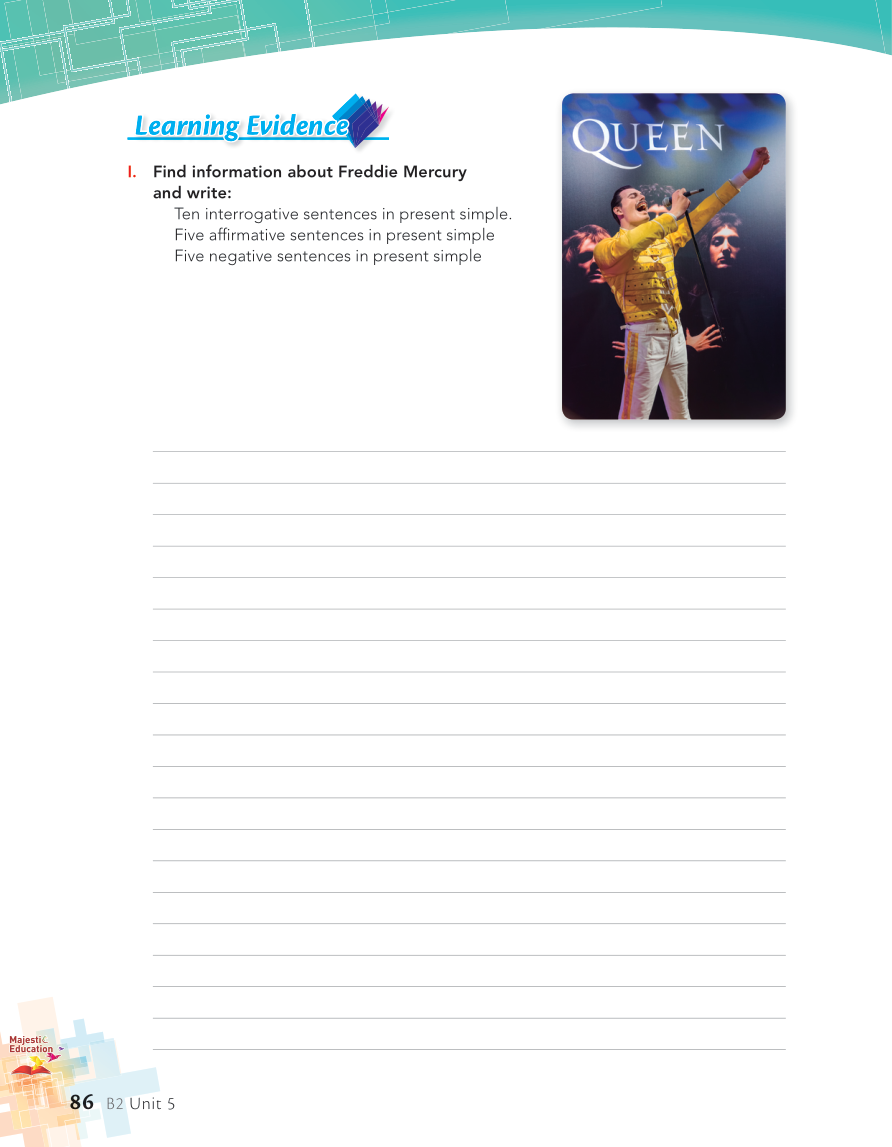 Learning Evidence
QUEEN
I. Find information about Freddie Mercury
and write:
Ten interrogative sentences in present simple.
Five affirmative sentences in present simple
Five negative sentences in present simple
Majestic
Education
86 B2 Unit 5